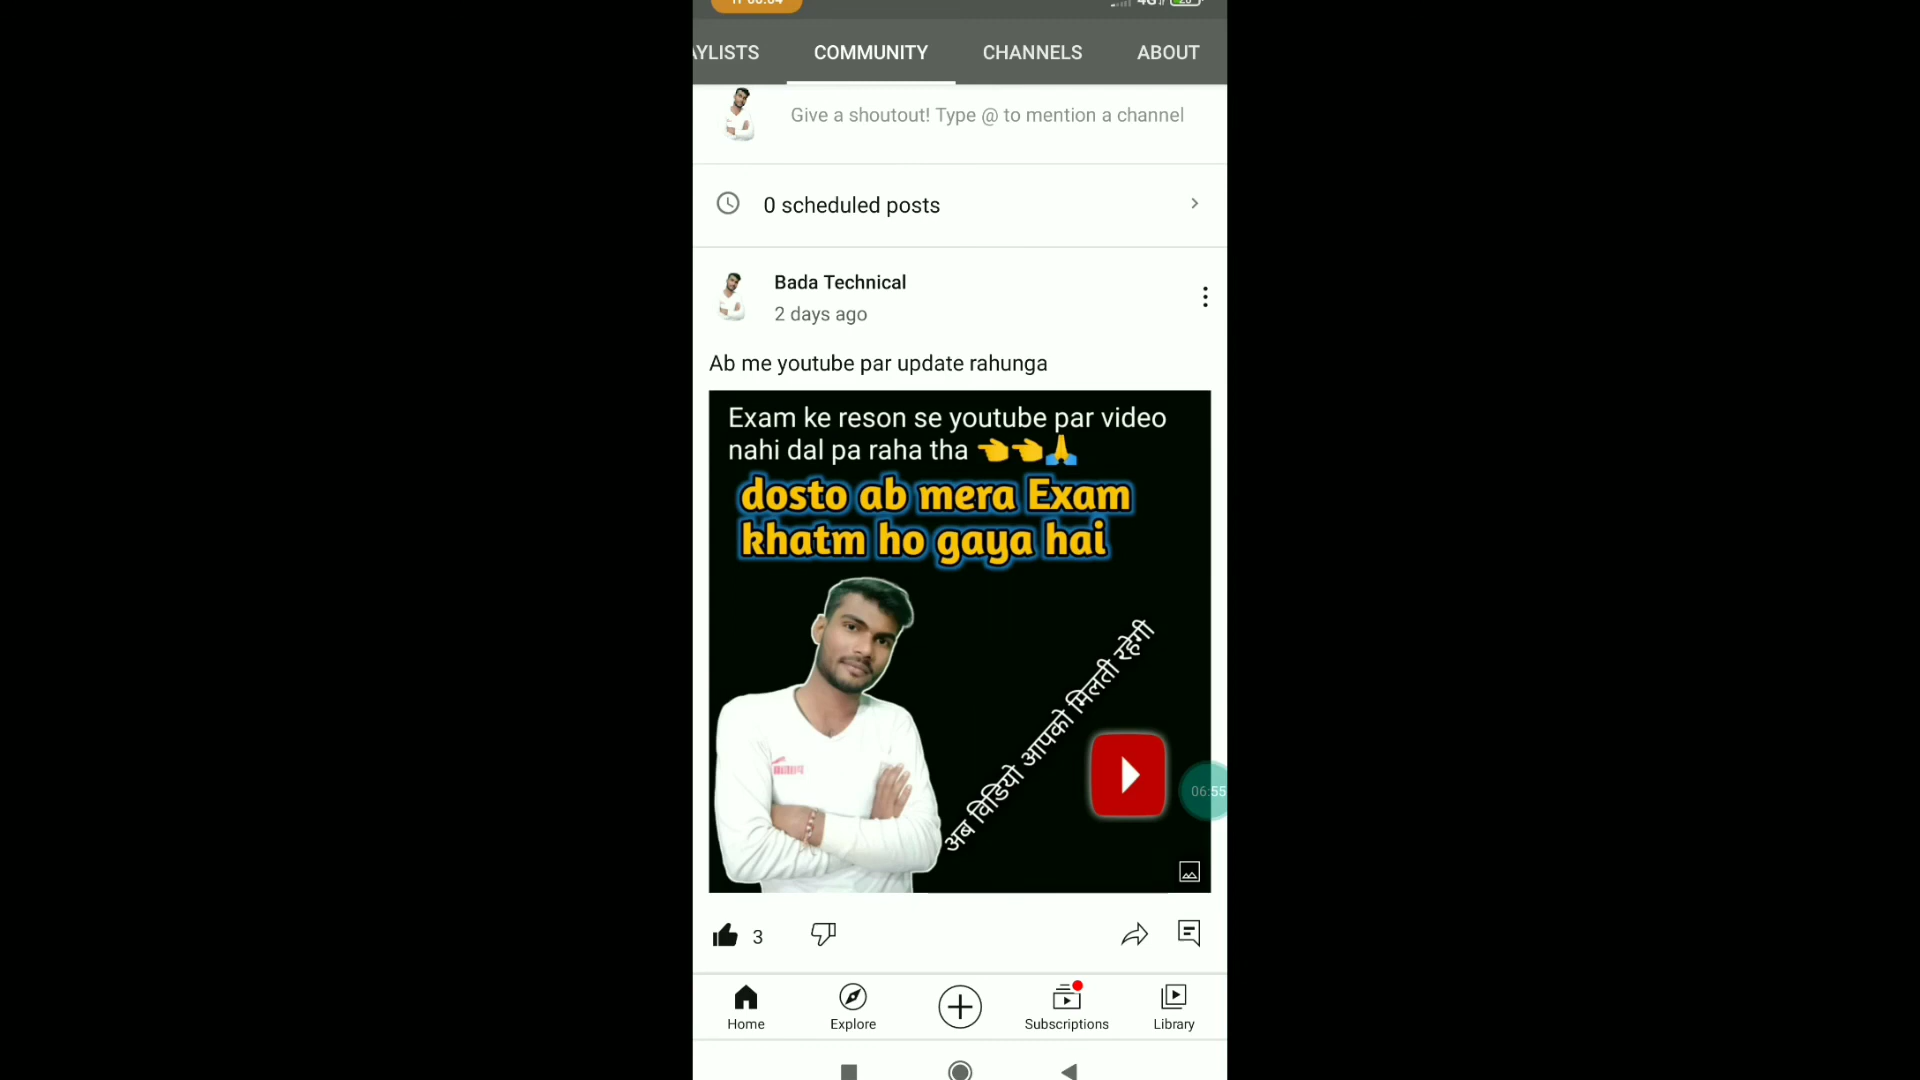 4G
AYLISTS COMMUNITY CHANNELS ABOUT
Give a shoutout! Type @ to mention a channel
0 scheduled posts
Bada Technical
2 days ago
Ab me youtube par update rahunga
Exam ke reson se youtube par video
nahi dal pa raha tha 👈👈🙏
dosto ab mera Exam
khatm ho gaya hai
अब विडियो आपको मिलती रहेगी
06:55
3
Home Explore Subscriptions Library